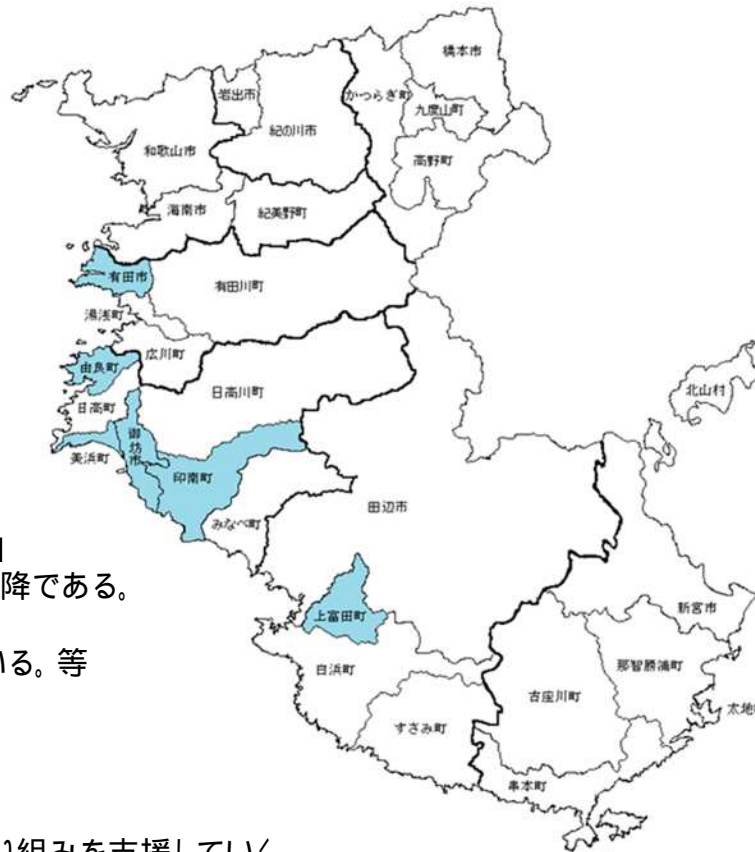 橋本市
岩出市
かつらぎ町
九度山町
紀の川市
和歌山市
高野町
海南市
紀美野町
有田市
有田川町
湯浅町
広川町
由良町
日高川町
北山村
日高町
御坊市
美浜町
印南町
田辺市
みなべ町
降である。
新宮市
上富田町
いる。等
白浜町
那智勝浦町
古座川町
太地
すさみ町
串本町
組みを支援してい